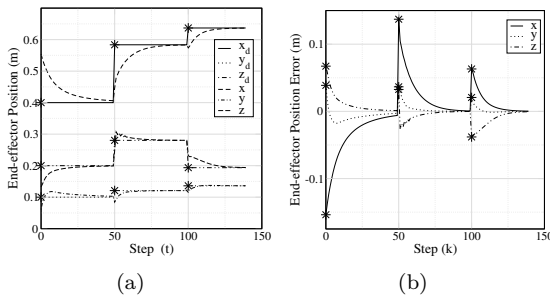 0.6
0.5
0.4
0.3
0.2
0.1
0
0
50
100
150
End-effector Position (m)
Step (t)
x_d
y_d
z_d
x
y
z
(a)
0.1
0
-0.1
0
50
100
150
End-effector Position Error (m)
Step (k)
x
y
z
(b)